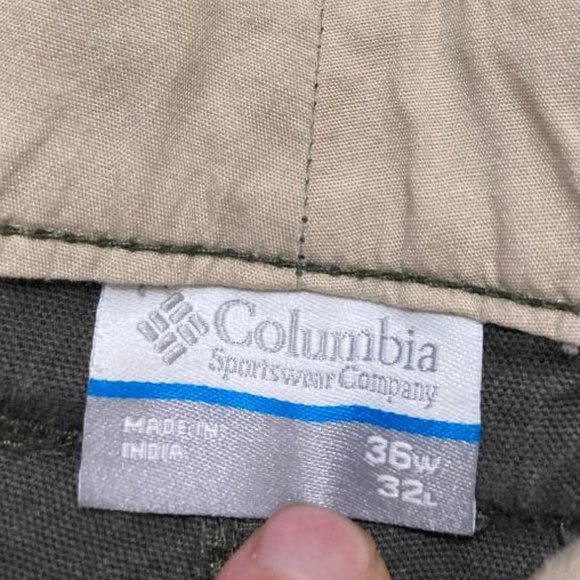 Columbia
Sportswear Company
MADE IN:
INDIA
36W
32L